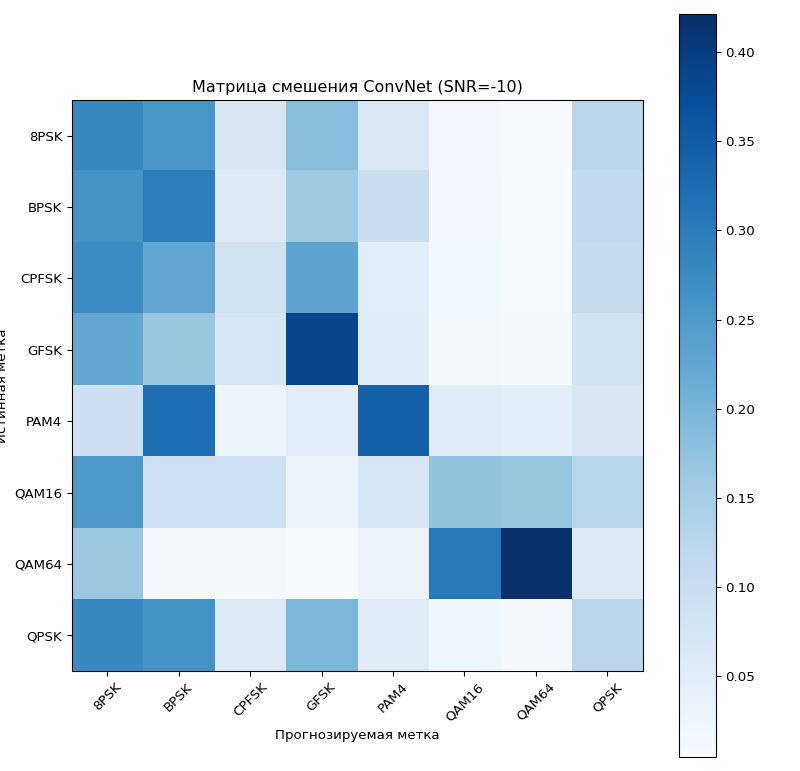 Матрица смешения ConvNet (SNR=-10)
8PSK
BPSK
CPFSK
GFSK
PAM4
QAM16
QAM64
QPSK
Истинная метка
8PSK
BPSK
CPFSK
GFSK
PAM4
QAM16
QAM64
QPSK
Прогнозируемая метка
0.40
0.35
0.30
0.25
0.20
0.15
0.10
0.05